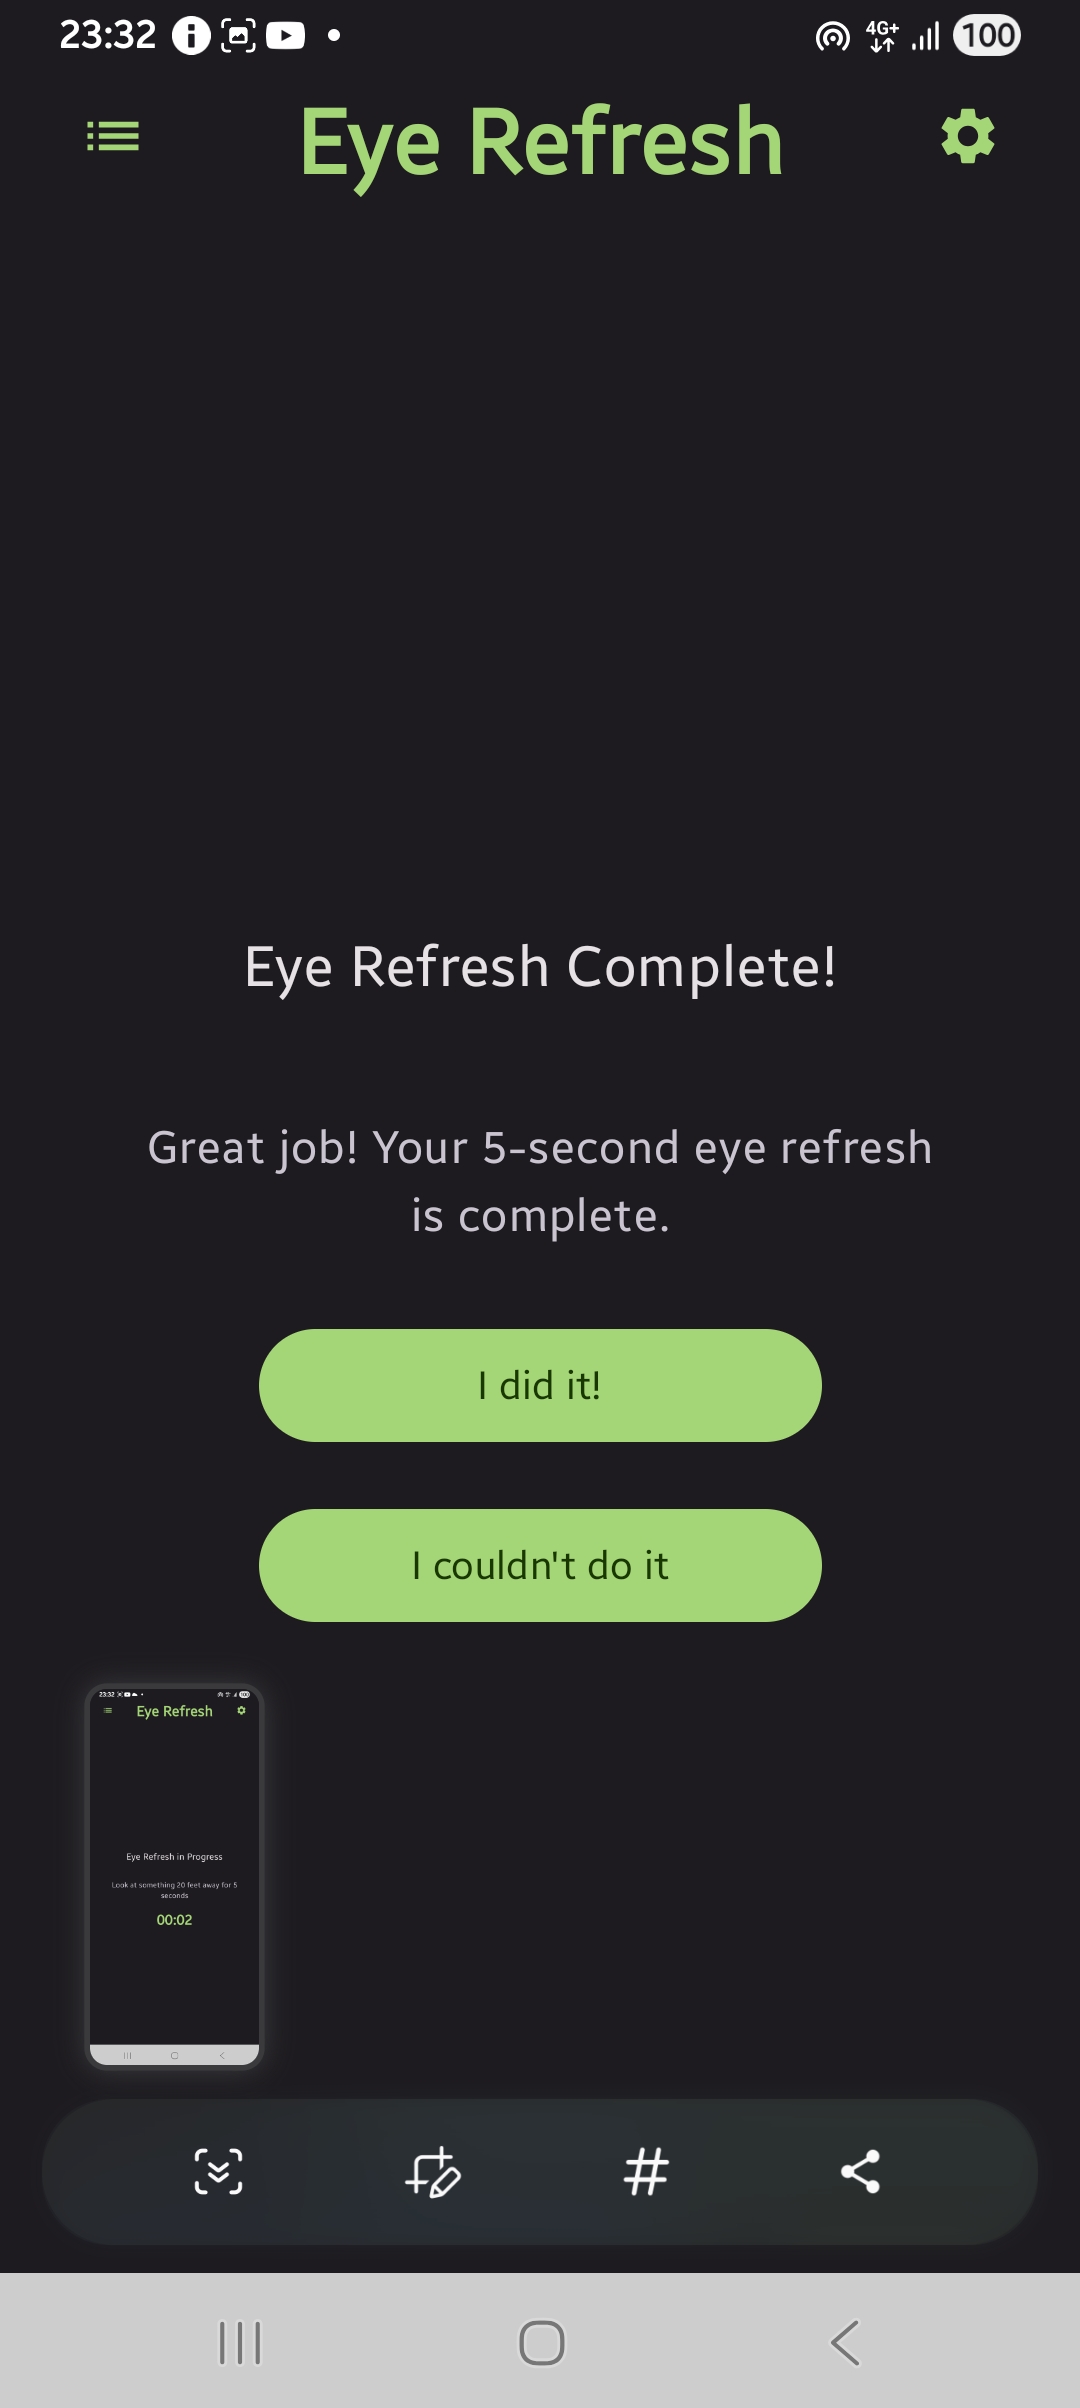 23:32
4G+
100
Eye Refresh
Eye Refresh Complete!
Great job! Your 5-second eye refresh
is complete.
I did it!
I couldn't do it
23:32
100
Eye Refresh
Eye Refresh in Progress
Look at something 20 feet away for 5
seconds
00:02